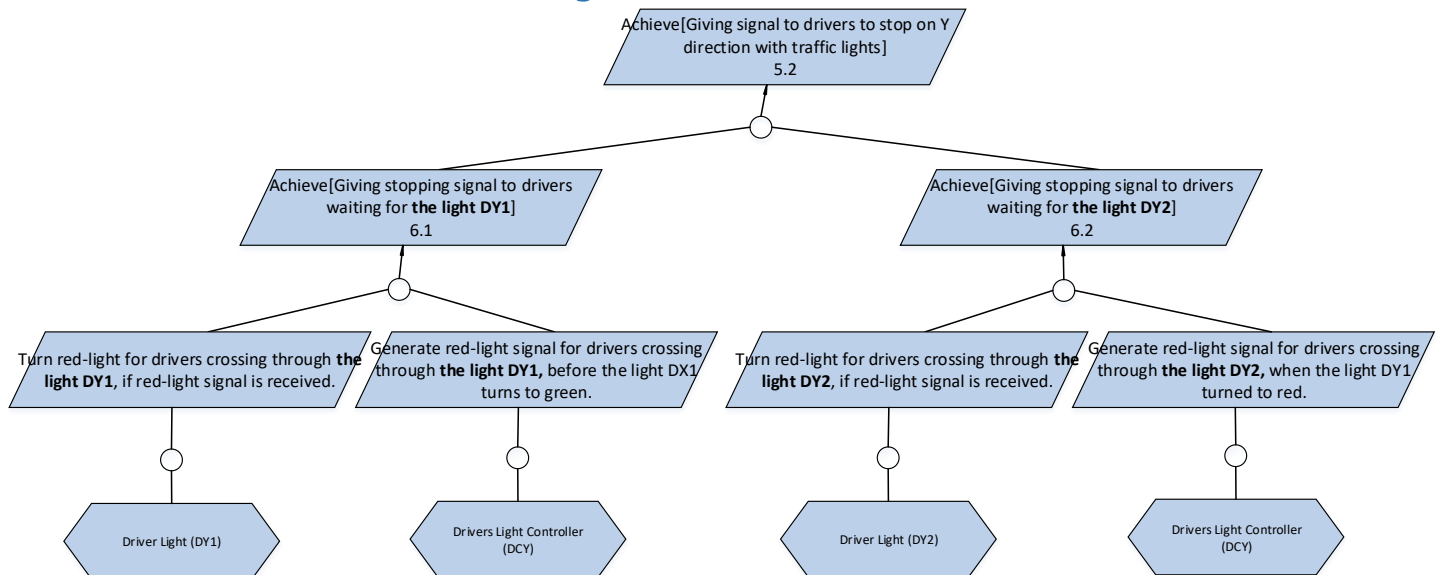 Achieve[Giving signal to drivers to stop on Y
direction with traffic lights]
5.2
Achieve[Giving stopping signal to drivers
waiting for the light DY1]
6.1
Achieve[Giving stopping signal to drivers
waiting for the light DY2]
6.2
Turn red-light for drivers crossing through the
light DY1, if red-light signal is received.
Generate red-light signal for drivers crossing
through the light DY1, before the light DX1
turns to green.
Turn red-light for drivers crossing through the
light DY2, if red-light signal is received.
Generate red-light signal for drivers crossing
through the light DY2, when the light DY1
turned to red.
Driver Light (DY1)
Drivers Light Controller
(DCY)
Driver Light (DY2)
Drivers Light Controller
(DCY)